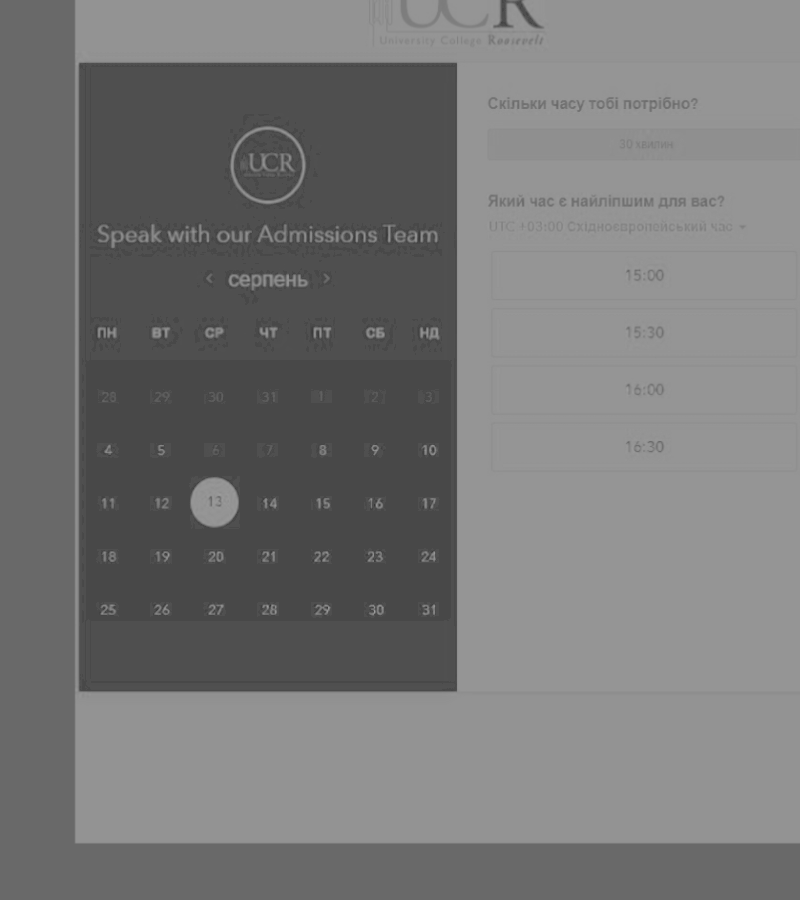 UCR
University College Roosevelt
UCR
Speak with our Admissions Team
< серпень >
ПН ВТ СР ЧТ ПТ СБ НД
28 29 30 31 1 2 3
4 5 6 7 8 9 10
11 12 13 14 15 16 17
18 19 20 21 22 23 24
25 26 27 28 29 30 31
Скільки часу тобі потрібно?
30 хвилин
Який час є найліпшим для вас?
UTC +03:00 Східноєвропейський час
15:00
15:30
16:00
16:30